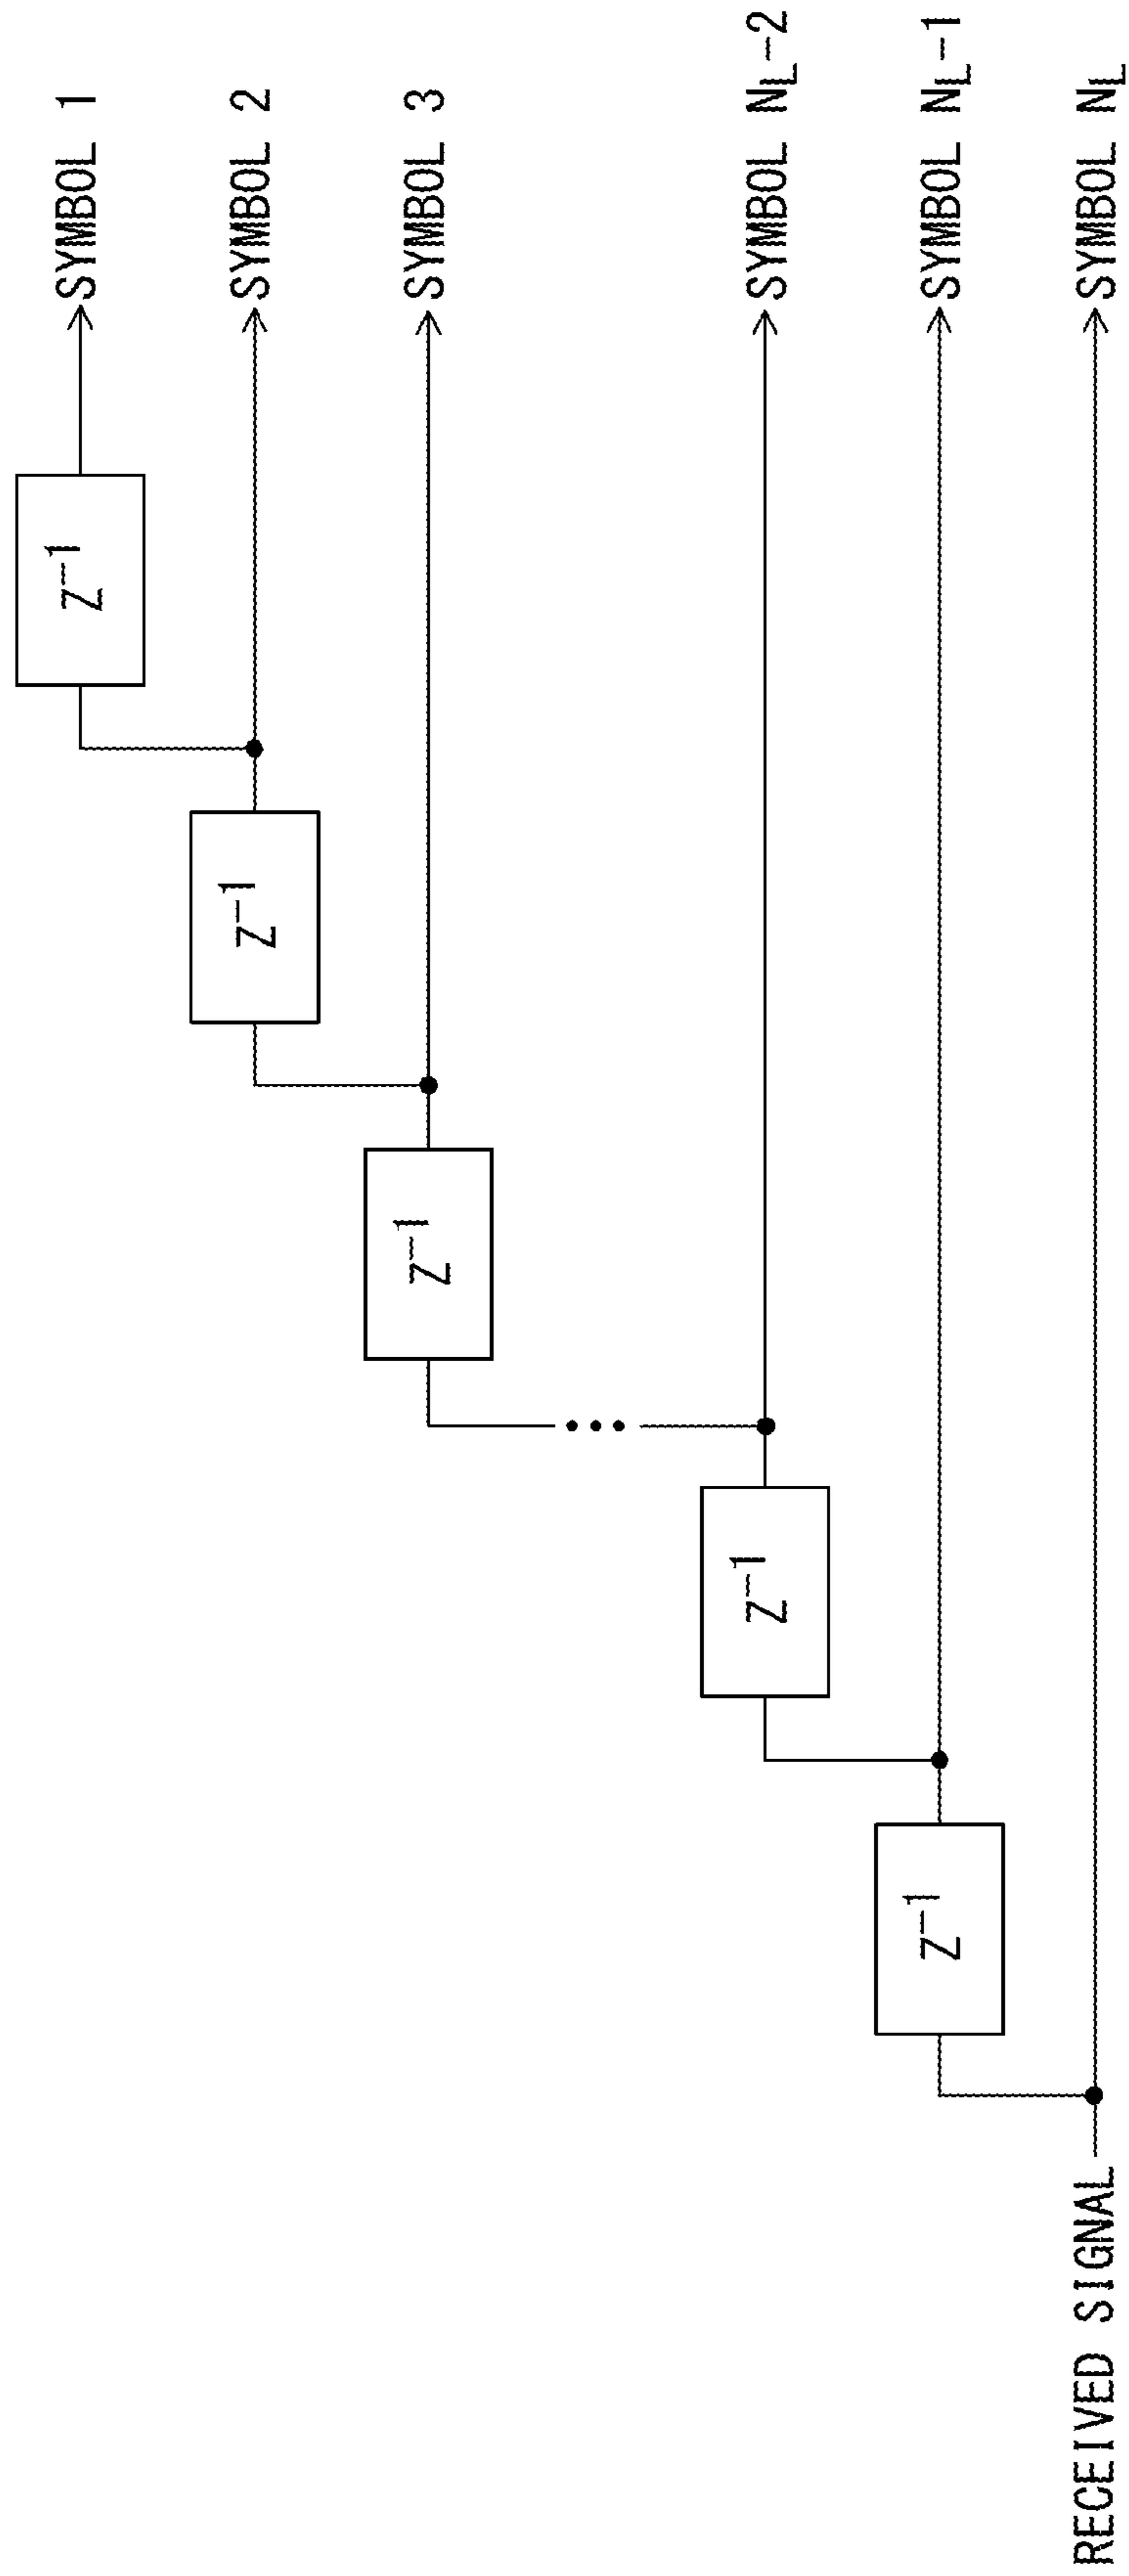 SYMBOL 1
Z⁻¹
SYMBOL 2
Z⁻¹
SYMBOL 3
Z⁻¹
SYMBOL N_L-2
Z⁻¹
SYMBOL N_L-1
Z⁻¹
SYMBOL N_L
RECEIVED SIGNAL